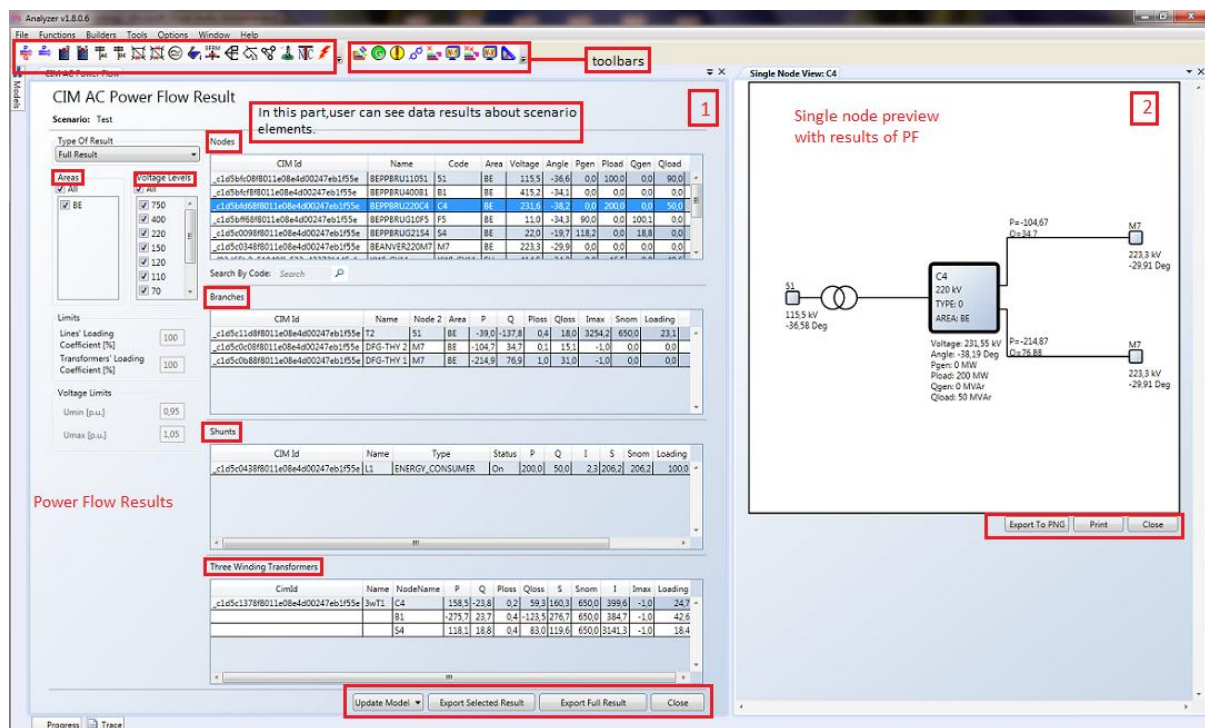 Analyzer v1.8.0.6
File Functions Builders Tools Options Window Help
toolbars
CIM AC Power Flow
Models
CIM AC Power Flow Result
Scenario: Test
In this part,user can see data results about scenario
elements.
1
Type Of Result
Full Result
Areas
All
BE
Voltage Levels
All
750
400
220
150
120
110
70
Limits
Lines' Loading
Coefficient [%]
100
Transformers' Loading
Coefficient [%]
100
Voltage Limits
Umin [p.u.] 0,95
Umax [p.u.] 1,05
Power Flow Results
Nodes
CIM Id Name Code Area Voltage Angle Pgen Pload Qgen Qload
_c1d5bfc08f8011e08e4d00247eb1f55e BEPPBRU11051 51 BE 115,5 -36,6 0,0 100,0 0,0 90,0
_c1d5bfcf8f8011e08e4d00247eb1f55e BEPPBRU400B1 B1 BE 415,2 -34,1 0,0 0,0 0,0 0,0
_c1d5bfd68f8011e08e4d00247eb1f55e BEPPBRU220C4 C4 BE 231,6 -38,2 0,0 200,0 0,0 50,0
_c1d5bff68f8011e08e4d00247eb1f55e BEPPBRUG10F5 F5 BE 11,0 -34,3 90,0 0,0 100,1 0,0
_c1d5c0098f8011e08e4d00247eb1f55e BEPPBRUG21S4 S4 BE 22,0 -19,7 118,2 0,0 18,8 0,0
_c1d5c0348f8011e08e4d00247eb1f55e BEANVER220M7 M7 BE 223,3 -29,9 0,0 0,0 0,0 0,0
Search By Code: Search
Branches
CIM Id Name Node 2 Area P Q Ploss Qloss Imax Snom Loading
_c1d5c11d8f8011e08e4d00247eb1f55e T2 51 BE -39,0 -137,8 0,4 18,0 3254,2 650,0 23,1
_c1d5c0c08f8011e08e4d00247eb1f55e DFG-THY 2 M7 BE -104,7 34,7 0,1 15,1 -1,0 0,0 0,0
_c1d5c0b88f8011e08e4d00247eb1f55e DFG-THY 1 M7 BE -214,9 76,9 1,0 31,0 -1,0 0,0 0,0
Shunts
CIM Id Name Type Status P Q I S Snom Loading
_c1d5c0438f8011e08e4d00247eb1f55e L1 ENERGY_CONSUMER On 200,0 50,0 2,3 206,2 206,2 100,0
Three Winding Transformers
CimId Name NodeName P Q Ploss Qloss S Snom I Imax Loading
_c1d5c1378f8011e08e4d00247eb1f55e 3wT1 C4 158,5 -23,8 0,2 59,3 160,3 650,0 399,6 -1,0 24,7
B1 -275,7 23,7 0,4 -123,5 276,7 650,0 384,7 -1,0 42,6
S4 118,1 18,8 0,4 83,0 119,6 650,0 3141,3 -1,0 18,4
Update Model Export Selected Result Export Full Result Close
Progress Trace
Single Node View: C4
Single node preview
with results of PF
2
P=-104,67
Q=34,7
M7
223,3 kV
-29,91 Deg
51
115,5 kV
-36,58 Deg
C4
220 kV
TYPE: 0
AREA: BE
Voltage: 231,55 kV
Angle: -38,19 Deg
Pgen: 0 MW
Pload: 200 MW
Qgen: 0 MVAr
Qload: 50 MVAr
P=-214,87
Q=76,88
M7
223,3 kV
-29,91 Deg
Export To PNG Print Close